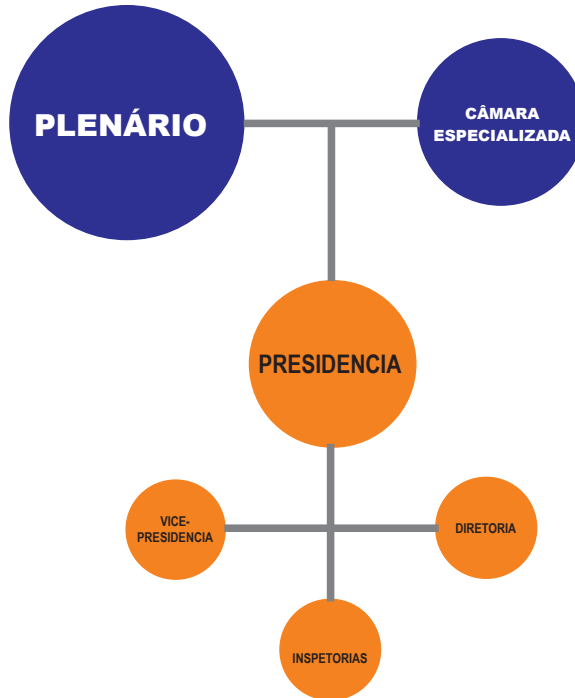 PLENÁRIO
CÂMARA
ESPECIALIZADA
PRESIDENCIA
VICE-
PRESIDENCIA
DIRETORIA
INSPETORIAS